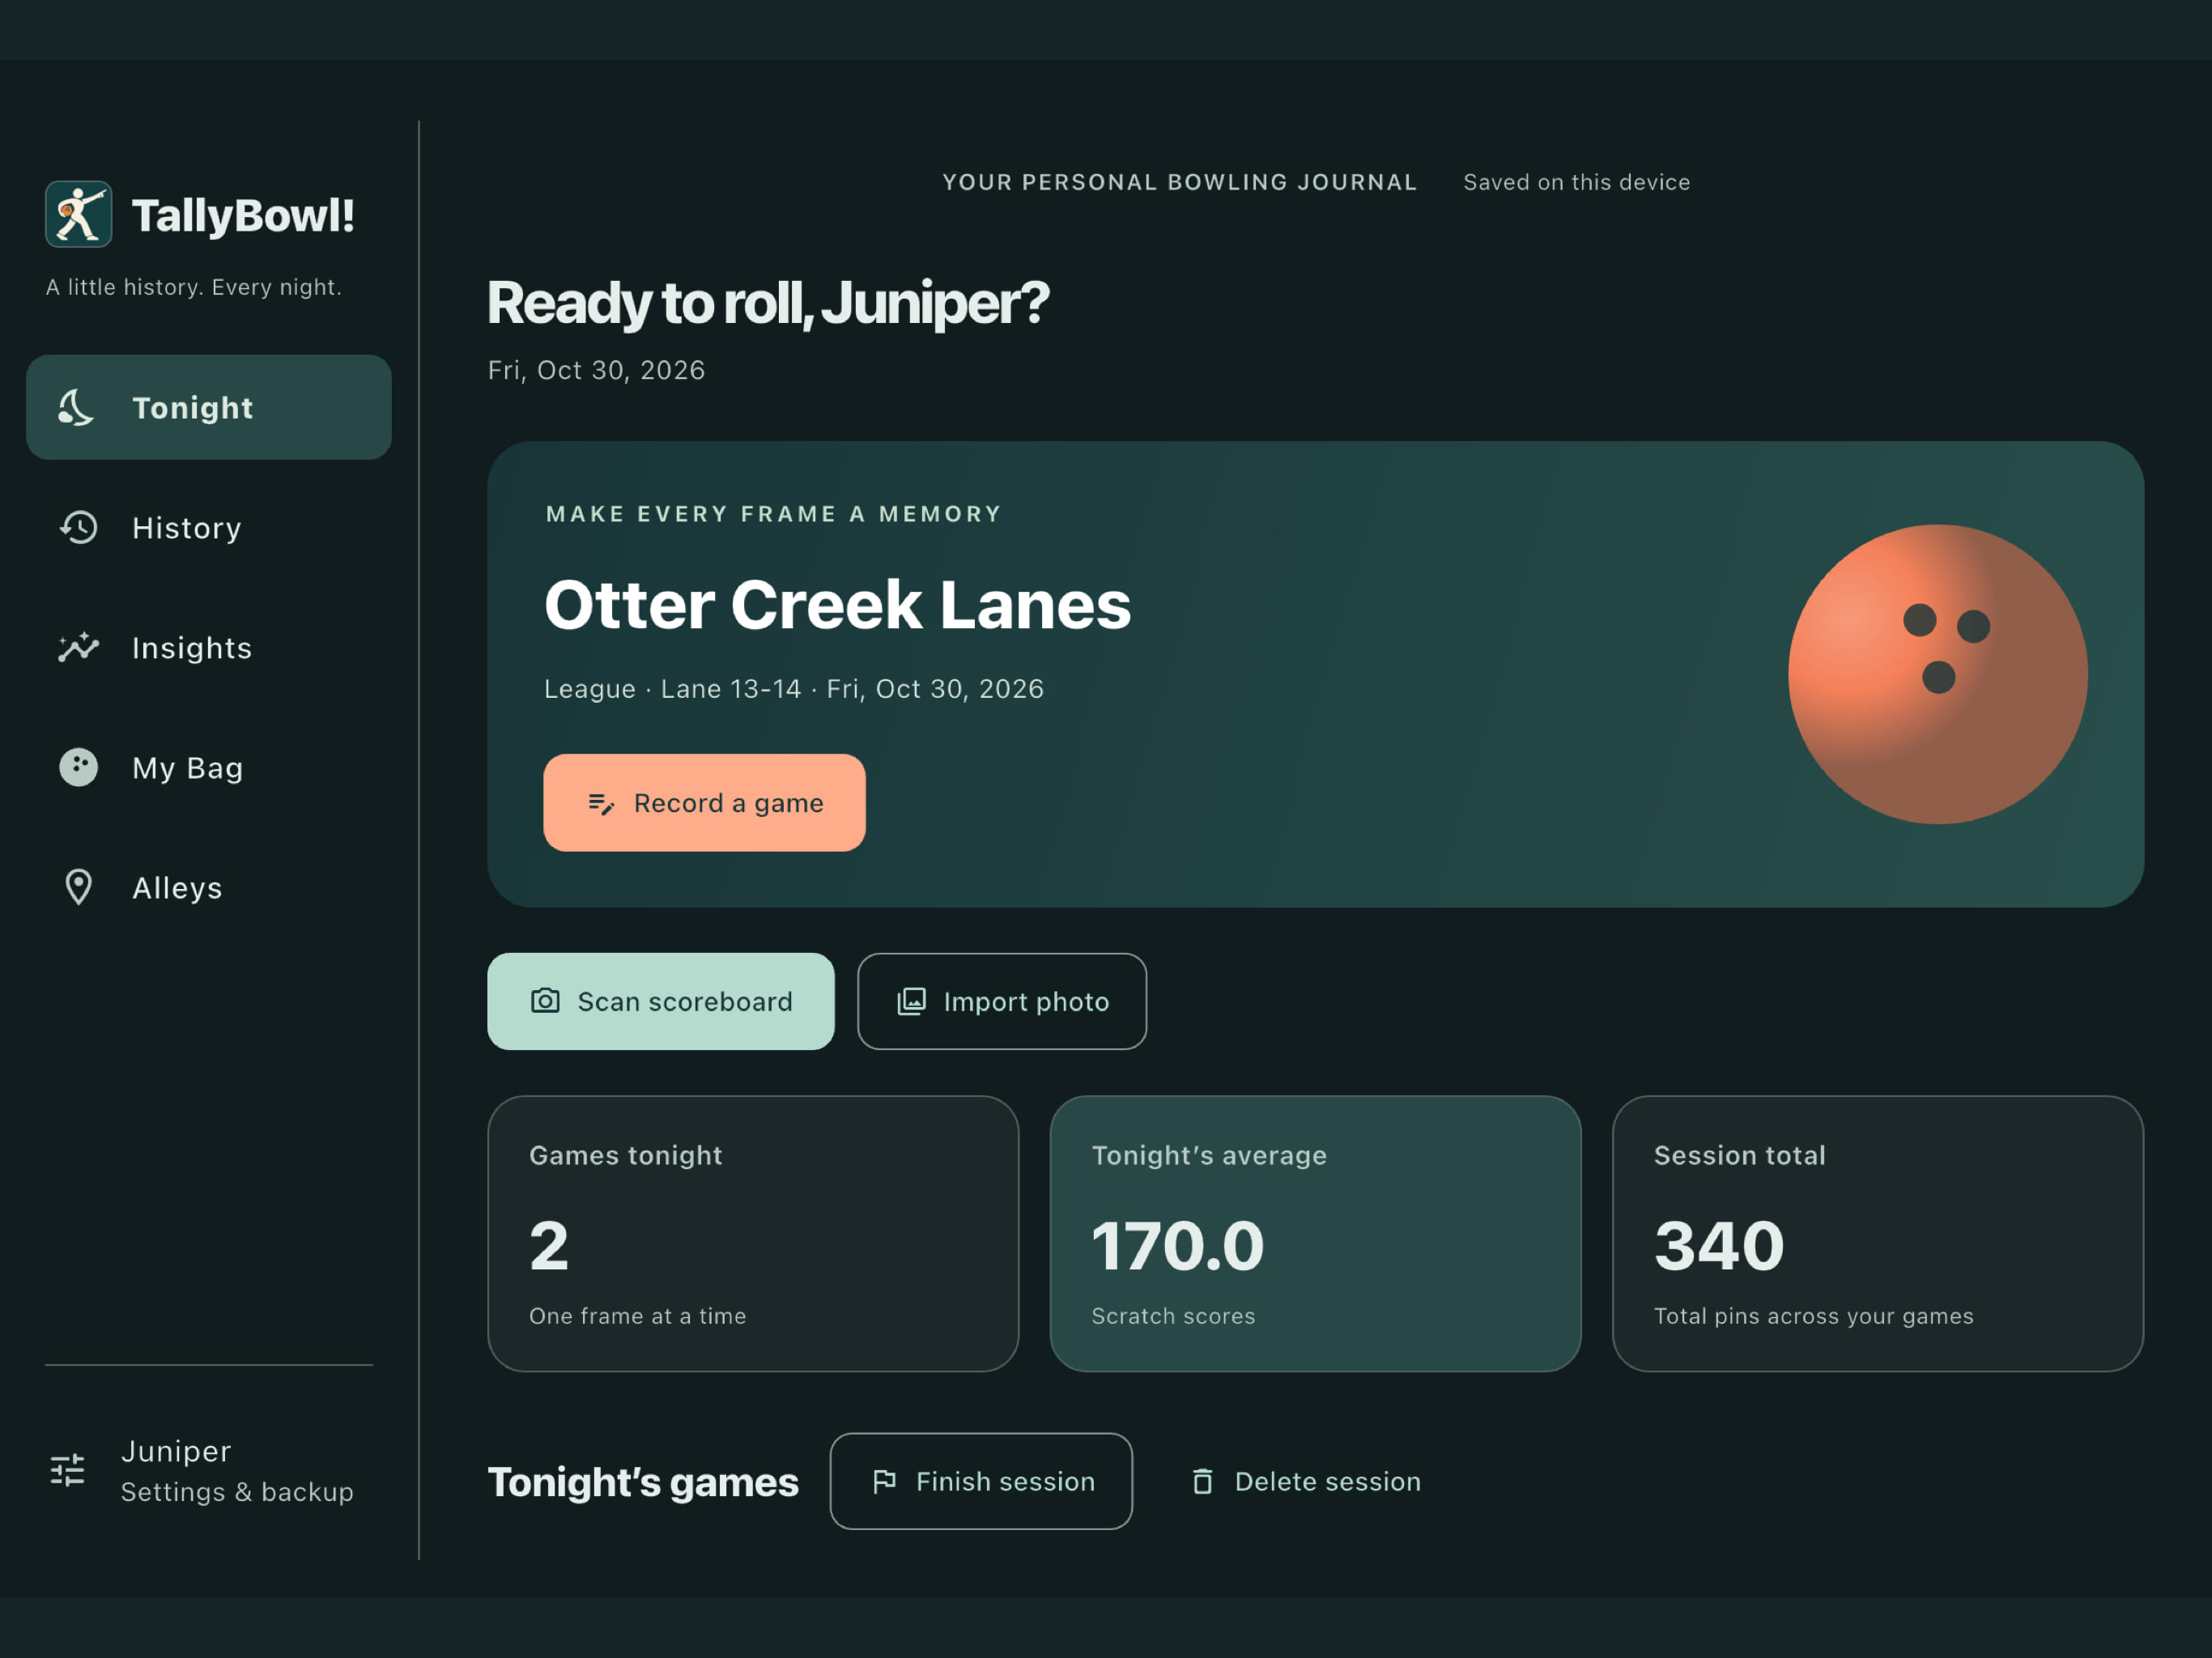 TallyBowl!
A little history. Every night.
Tonight
History
Insights
My Bag
Alleys
Juniper
Settings & backup
YOUR PERSONAL BOWLING JOURNAL
Saved on this device
Ready to roll, Juniper?
Fri, Oct 30, 2026
MAKE EVERY FRAME A MEMORY
Otter Creek Lanes
League · Lane 13-14 · Fri, Oct 30, 2026
Record a game
Scan scoreboard
Import photo
Games tonight
2
One frame at a time
Tonight’s average
170.0
Scratch scores
Session total
340
Total pins across your games
Tonight’s games
Finish session
Delete session